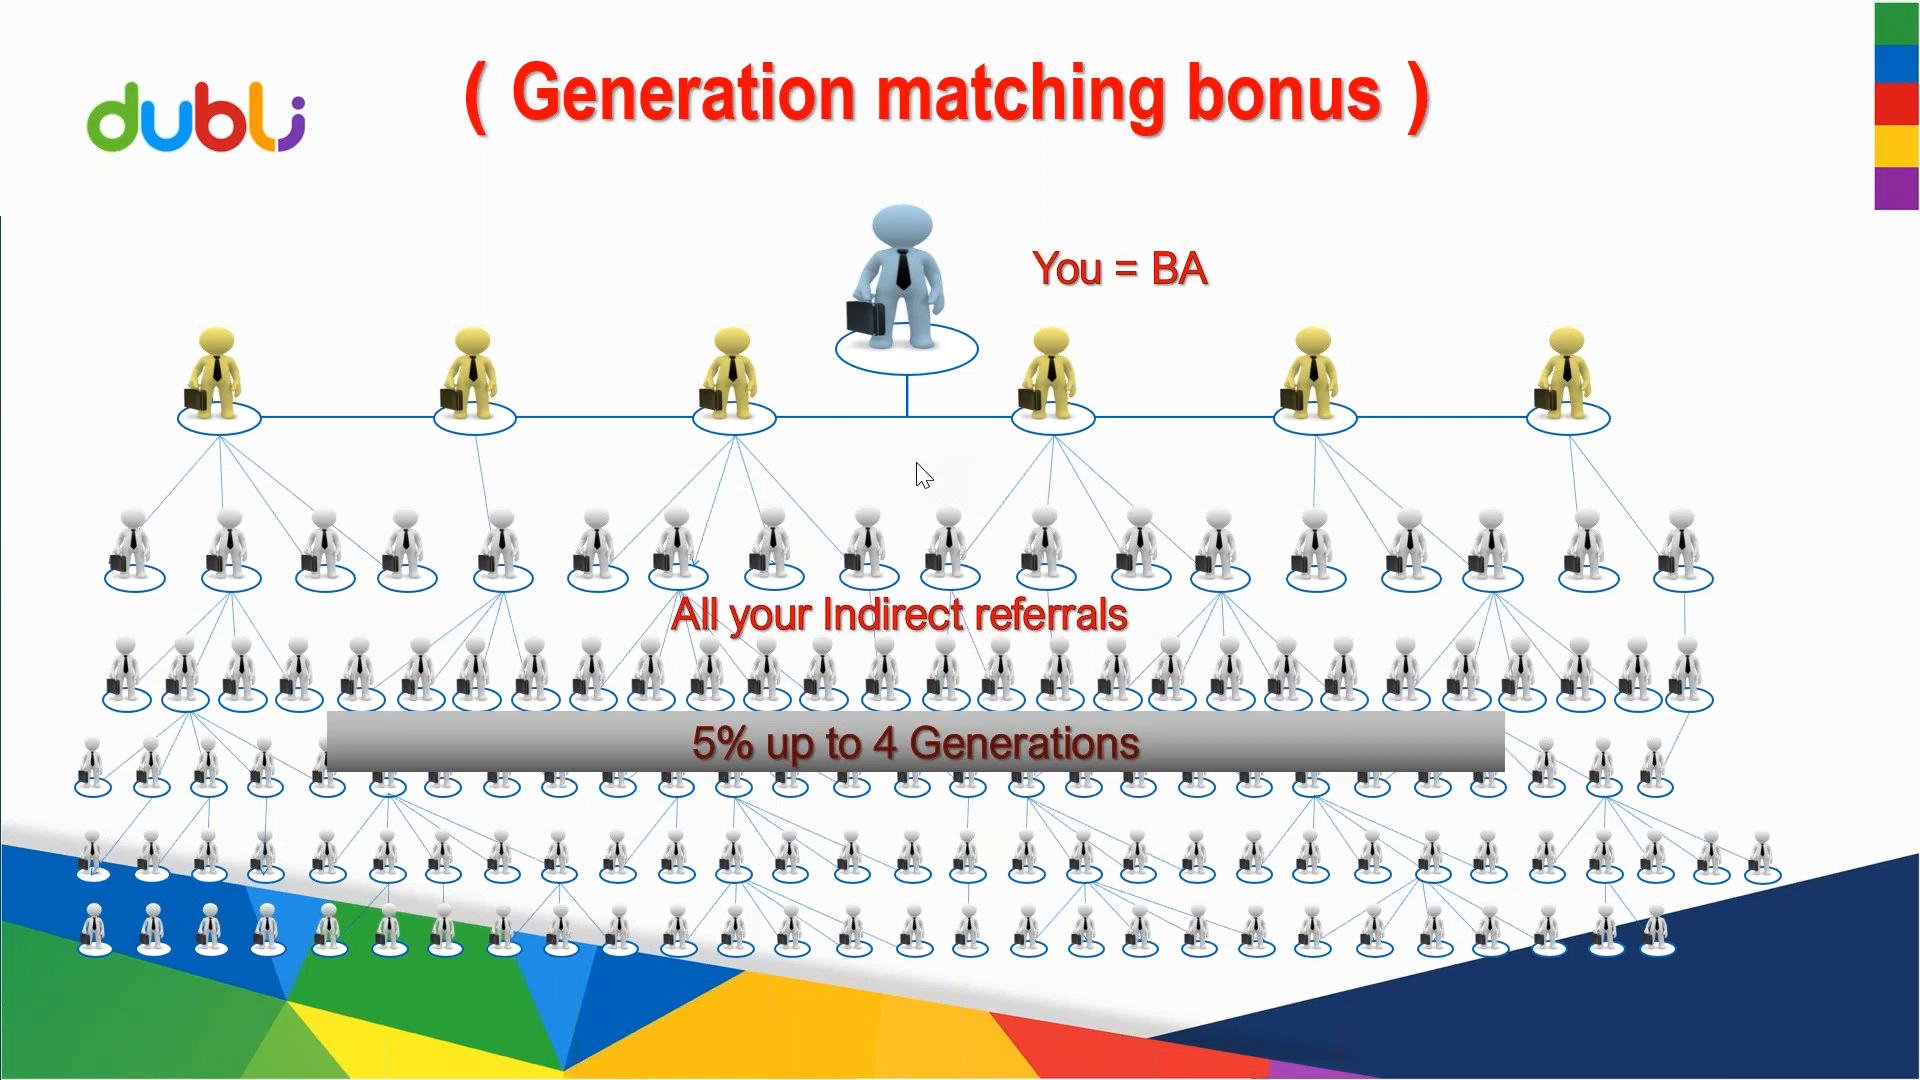 dubli
( Generation matching bonus )
You = BA
All your Indirect referrals
5% up to 4 Generations